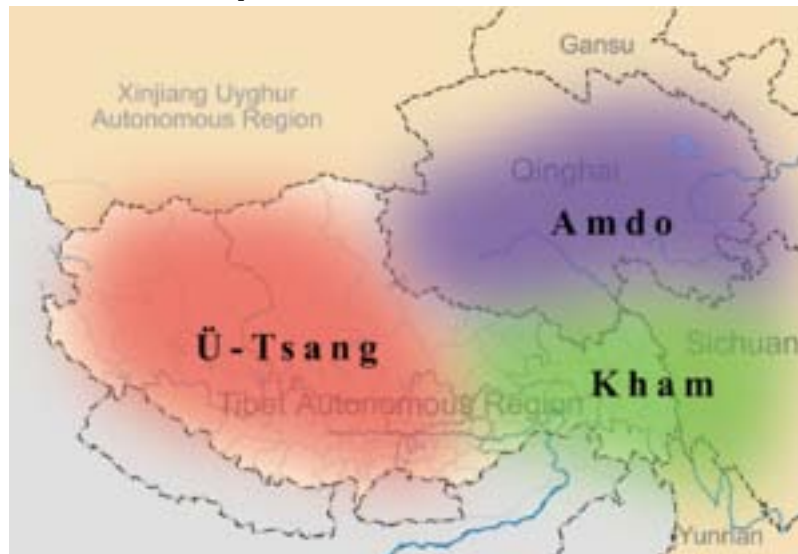 Gansu
Xinjiang Uyghur
Autonomous Region
Qinghai
Amdo
Ü-Tsang
Sichuan
Kham
Tibet Autonomous Region
Yunnan